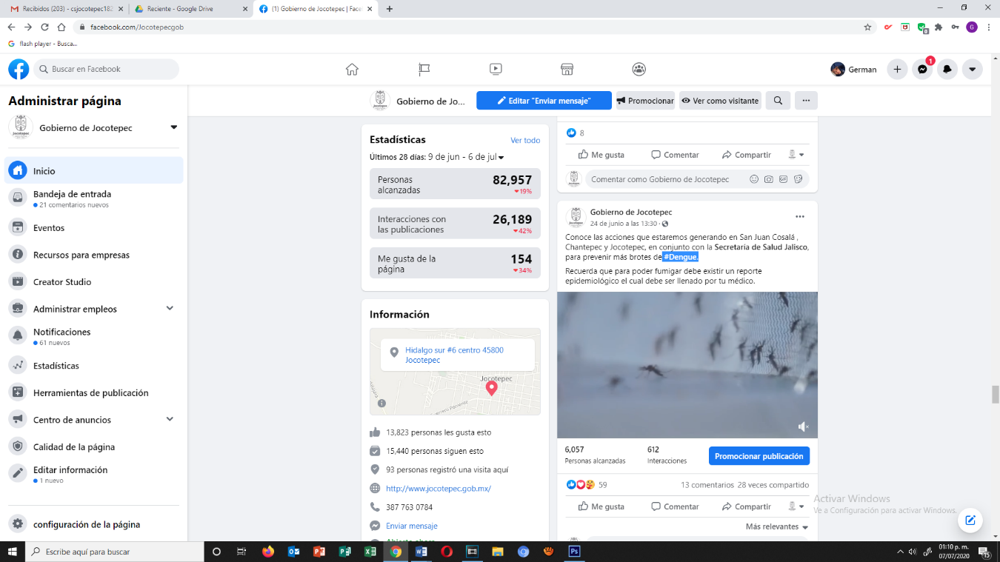 Recibidos (203) - csjocotepec182
Reciente - Google Drive
(1) Gobierno de Jocotepec | Face
facebook.com/Jocotepecgob
flash player - Busca...
Buscar en Facebook
German
1
Administrar página
Gobierno de Jocotepec
Inicio
Bandeja de entrada
21 comentarios nuevos
Eventos
Recursos para empresas
Creator Studio
Administrar empleos
Notificaciones
61 nuevos
Estadísticas
Herramientas de publicación
Centro de anuncios
Calidad de la página
Editar información
1 nuevo
configuración de la página
Gobierno de Jo...
Editar "Enviar mensaje"
Promocionar
Ver como visitante
Estadísticas
Ver todo
Últimos 28 días: 9 de jun - 6 de jul
Personas alcanzadas
82,957
19%
Interacciones con las publicaciones
26,189
42%
Me gusta de la página
154
34%
Información
Hidalgo sur #6 centro 45800
Jocotepec
Jocotepec
13,823 personas les gusta esto
15,440 personas siguen esto
93 personas registró una visita aquí
http://www.jocotepec.gob.mx/
387 763 0784
Enviar mensaje
8
Me gusta
Comentar
Compartir
Comentar como Gobierno de Jocotepec
Gobierno de Jocotepec
24 de junio a las 13:30 ·
Conoce las acciones que estaremos generando en San Juan Cosalá ,
Chantepec y Jocotepec, en conjunto con la Secretaría de Salud Jalisco,
para prevenir más brotes de #Dengue.
Recuerda que para poder fumigar debe existir un reporte
epidemiológico el cual debe ser llenado por tu médico.
6,057
Personas alcanzadas
612
Interacciones
Promocionar publicación
59
13 comentarios 28 veces compartido
Me gusta
Comentar
Compartir
Más relevantes
Activar Windows
Ve a Configuración para activar Windows.
Escribe aquí para buscar
01:10 p. m.
07/07/2020
15